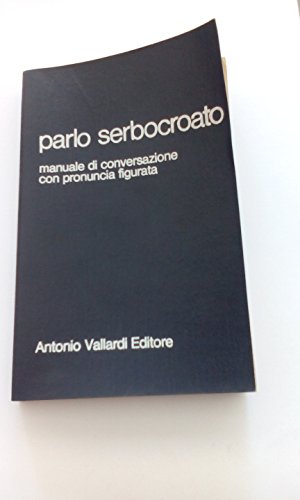 parlo serbocroato
manuale di conversazione
con pronuncia figurata
Antonio Vallardi Editore